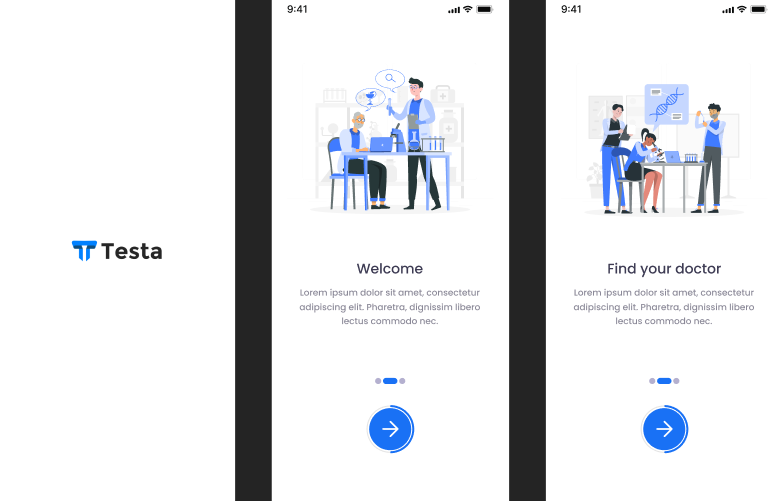 Testa
9:41
Welcome
Lorem ipsum dolor sit amet, consectetur
adipiscing elit. Pharetra, dignissim libero
lectus commodo nec.
9:41
Find your doctor
Lorem ipsum dolor sit amet, consectetur
adipiscing elit. Pharetra, dignissim libero
lectus commodo nec.